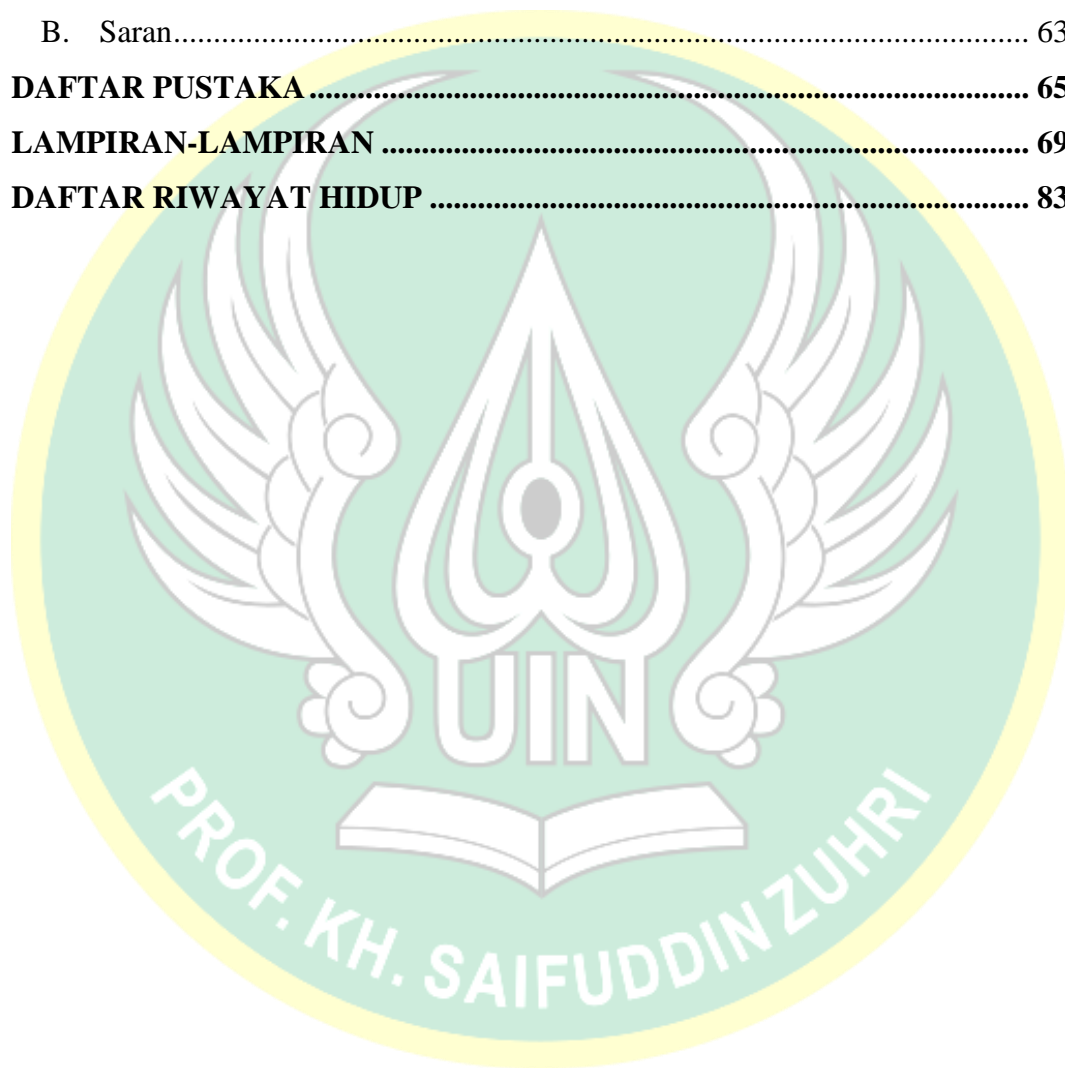 B. Saran.......................................................................................................... 63
DAFTAR PUSTAKA.......................................................................................... 65
LAMPIRAN-LAMPIRAN ................................................................................. 69
DAFTAR RIWAYAT HIDUP ........................................................................... 83
UIN
PROF. KH. SAIFUDDIN ZUHRI